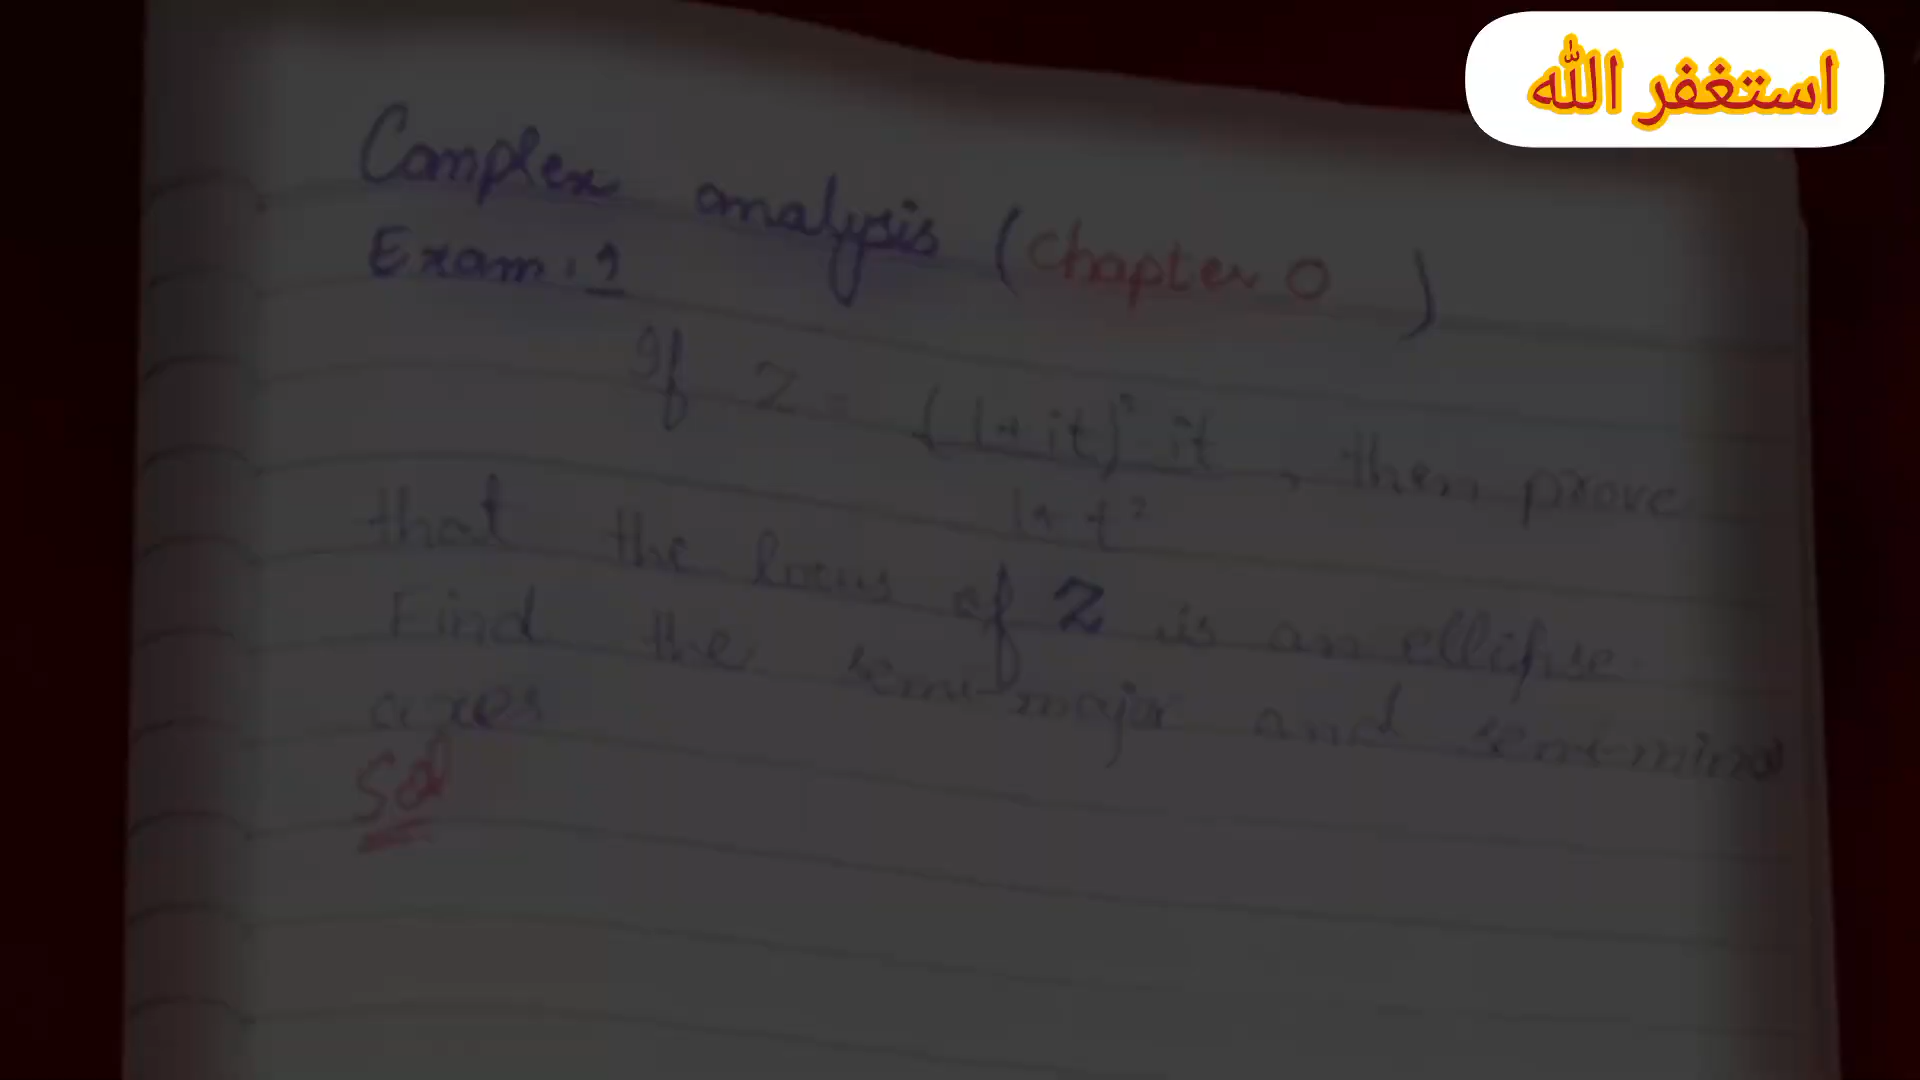 استغفر الله
Complex analysis (Chapter 0 )
Exam: 1
If Z = (1+it)² it , then prove
1+t²
that the locus of Z is an ellipse
Find the semi-major and semi-minor
axes
Sol